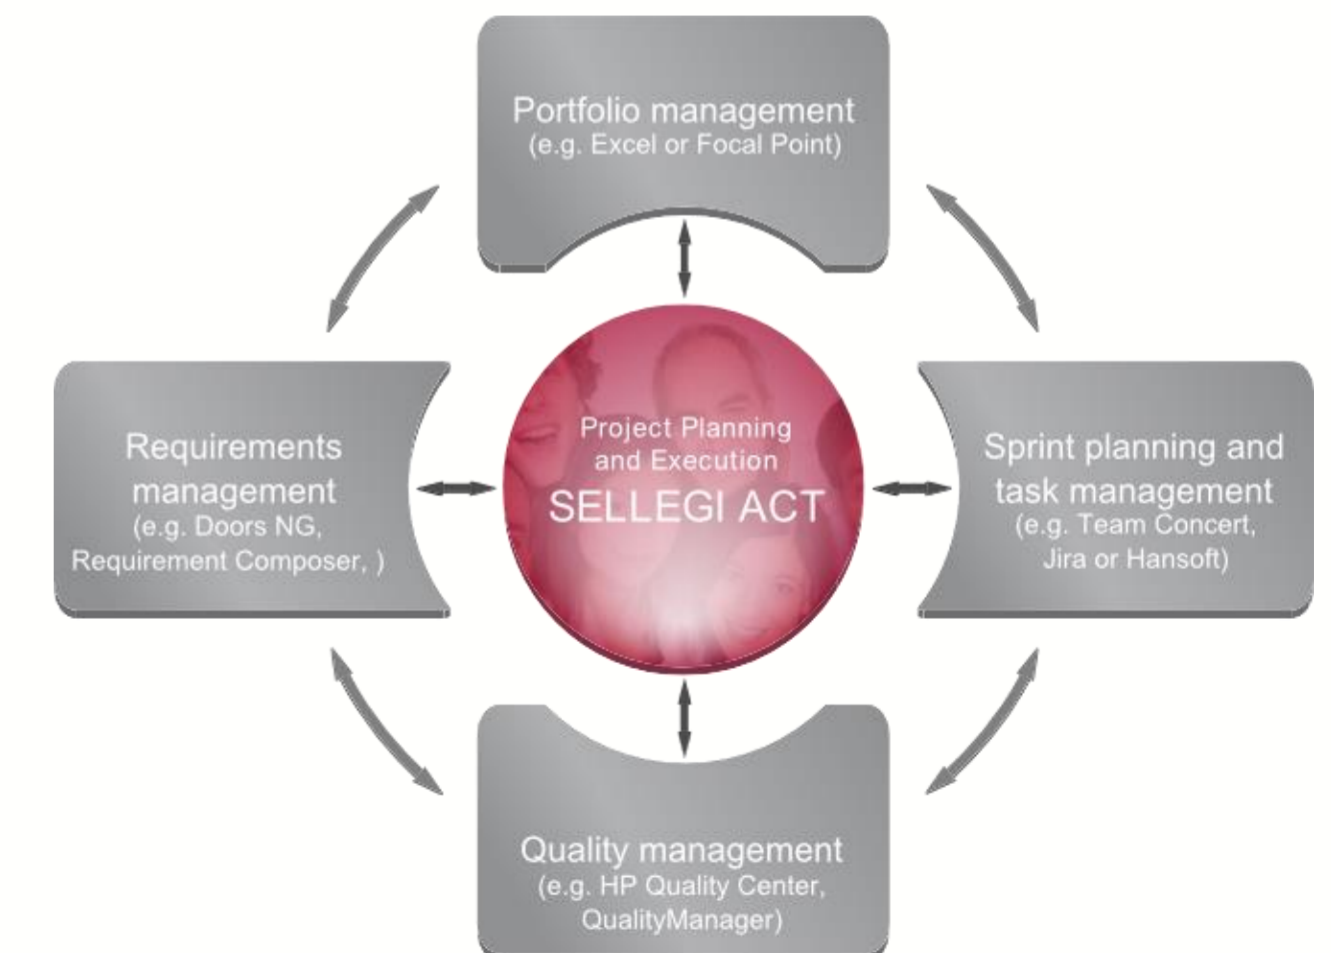 Portfolio management
(e.g. Excel or Focal Point)
Requirements
management
(e.g. Doors NG,
Requirement Composer, )
Project Planning
and Execution
SELLEGI ACT
Sprint planning and
task management
(e.g. Team Concert,
Jira or Hansoft)
Quality management
(e.g. HP Quality Center,
QualityManager)